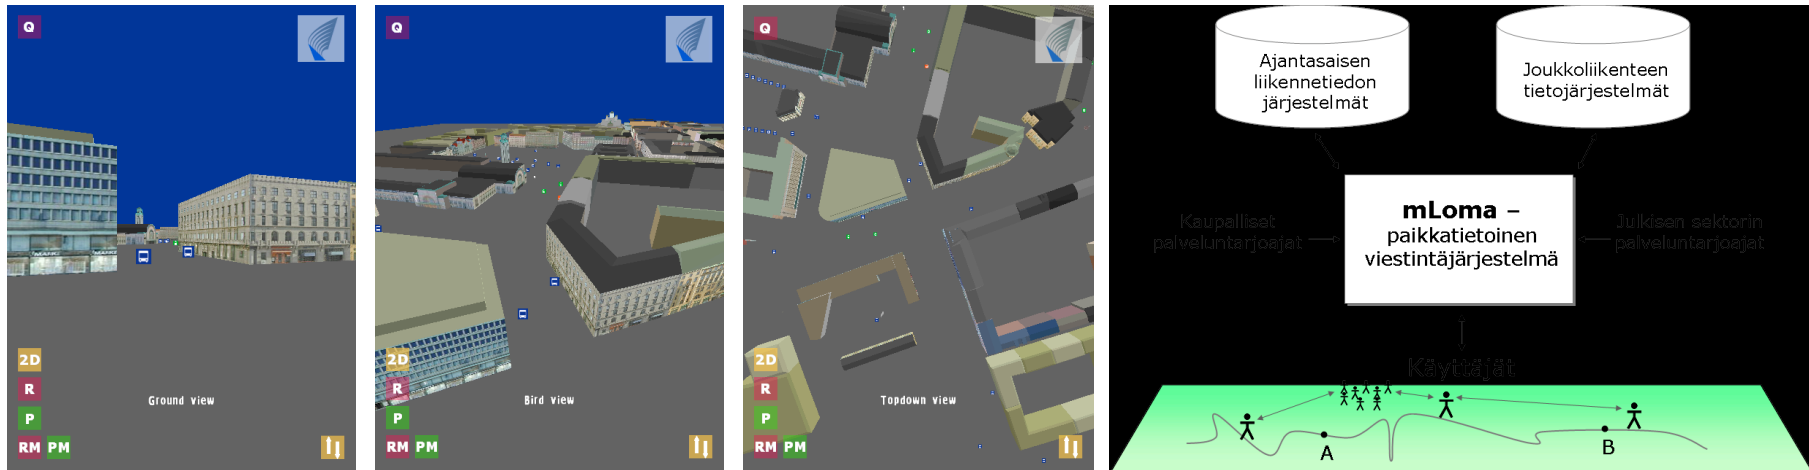 Q
2D
R
P
RM PM
Ground view
Q
2D
R
P
RM PM
Bird view
Q
2D
R
P
RM PM
Topdown view
Ajantasaisen
liikennetiedon
järjestelmät
Joukkoliikenteen
tietojärjestelmät
Kaupalliset
palveluntarjoajat
mLoma –
paikkatietoinen
viestintäjärjestelmä
Julkisen sektorin
palveluntarjoajat
Käyttäjät
A
B